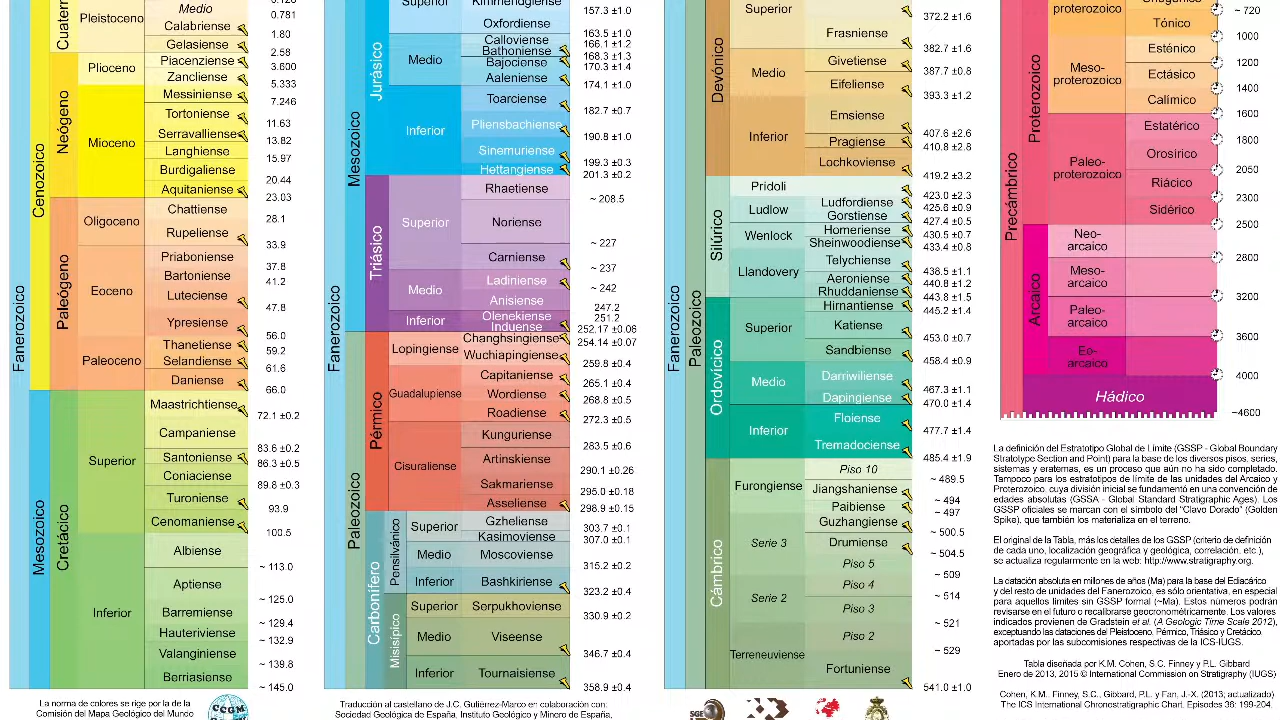 Fanerozoico
Cenozoico
Mesozoico
Cuatern
Neógeno
Paleógeno
Cretácico
Pleistoceno
Plioceno
Mioceno
Oligoceno
Eoceno
Paleoceno
Superior
Inferior
Medio
0.781
Calabriense
1.80
Gelasiense
2.58
Piacenziense
3.600
Zancliense
5.333
Messiniense
7.246
Tortoniense
11.63
Serravalliense
13.82
Langhiense
15.97
Burdigaliense
20.44
Aquitaniense
23.03
Chattiense
28.1
Rupeliense
33.9
Priaboniense
37.8
Bartoniense
41.2
Luteciense
47.8
Ypresiense
56.0
Thanetiense
59.2
Selandiense
61.6
Daniense
66.0
Maastrichtiense
72.1 ±0.2
Campaniense
83.6 ±0.2
Santoniense
86.3 ±0.5
Coniaciense
89.8 ±0.3
Turoniense
93.9
Cenomaniense
100.5
Albiense
~ 113.0
Aptiense
~ 125.0
Barremiense
~ 129.4
Hauteriviense
~ 132.9
Valanginiense
~ 139.8
Berriasiense
~ 145.0
La norma de colores se rige por la de la
Comisión del Mapa Geológico del Mundo
CCGM
Fanerozoico
Mesozoico
Paleozoico
Jurásico
Triásico
Pérmico
Carbonífero
Pensilvánico
Misisípico
Superior
Medio
Inferior
Superior
Medio
Inferior
Lopingiense
Guadalupiense
Cisuraliense
Superior
Medio
Inferior
Superior
Medio
Inferior
Kimmeridgiense
157.3 ±1.0
Oxfordiense
163.5 ±1.0
Calloviense
166.1 ±1.2
Bathoniense
168.3 ±1.3
Bajociense
170.3 ±1.4
Aaleniense
174.1 ±1.0
Toarciense
182.7 ±0.7
Pliensbachiense
190.8 ±1.0
Sinemuriense
199.3 ±0.3
Hettangiense
201.3 ±0.2
Rhaetiense
~ 208.5
Noriense
~ 227
Carniense
~ 237
Ladiniense
~ 242
Anisiense
247.2
Olenekiense
251.2
Induense
252.17 ±0.06
Changhsingiense
254.14 ±0.07
Wuchiapingiense
259.8 ±0.4
Capitaniense
265.1 ±0.4
Wordiense
268.8 ±0.5
Roadiense
272.3 ±0.5
Kunguriense
283.5 ±0.6
Artinskiense
290.1 ±0.26
Sakmariense
295.0 ±0.18
Asseliense
298.9 ±0.15
Gzheliense
303.7 ±0.1
Kasimoviense
307.0 ±0.1
Moscoviense
315.2 ±0.2
Bashkiriense
323.2 ±0.4
Serpukhoviense
330.9 ±0.2
Viseense
346.7 ±0.4
Tournaisiense
358.9 ±0.4
Traducción al castellano de J.C. Gutiérrez-Marco en colaboración con:
Sociedad Geológica de España, Instituto Geológico y Minero de España,
Fanerozoico
Paleozoico
Devónico
Silúrico
Ordovícico
Cámbrico
Superior
Medio
Inferior
Pridoli
Ludlow
Wenlock
Llandovery
Superior
Medio
Inferior
Furongiense
Serie 3
Serie 2
Terreneuviense
372.2 ±1.6
Frasniense
382.7 ±1.6
Givetiense
387.7 ±0.8
Eifeliense
393.3 ±1.2
Emsiense
407.6 ±2.6
Pragiense
410.8 ±2.8
Lochkoviense
419.2 ±3.2
423.0 ±2.3
Ludfordiense
425.6 ±0.9
Gorstiense
427.4 ±0.5
Homeriense
430.5 ±0.7
Sheinwoodiense
433.4 ±0.8
Telychiense
438.5 ±1.1
Aeroniense
440.8 ±1.2
Rhuddaniense
443.8 ±1.5
Hirnantiense
445.2 ±1.4
Katiense
453.0 ±0.7
Sandbiense
458.4 ±0.9
Darriwiliense
467.3 ±1.1
Dapingiense
470.0 ±1.4
Floiense
477.7 ±1.4
Tremadociense
485.4 ±1.9
Piso 10
~ 489.5
Jiangshaniense
~ 494
Paibiense
~ 497
Guzhangiense
~ 500.5
Drumiense
~ 504.5
Piso 5
~ 509
Piso 4
~ 514
Piso 3
~ 521
Piso 2
~ 529
Fortuniense
541.0 ±1.0
SGE
Precámbrico
Proterozoico
Arcaico
proterozoico
Meso-
proterozoico
Paleo-
proterozoico
Neo-
arcaico
Meso-
arcaico
Paleo-
arcaico
Eo-
arcaico
Hádico
~ 720
Tónico
1000
Esténico
1200
Ectásico
1400
Calímico
1600
Estatérico
1800
Orosírico
2050
Riácico
2300
Sidérico
2500
2800
3200
3600
4000
~4600
La definición del Estratotipo Global de Límite (GSSP - Global Boundary
Stratotype Section and Point) para la base de los diversos pisos, series,
sistemas y eratemas, es un proceso que aún no ha sido completado.
Tampoco para los estratotipos de límite de las unidades del Arcaico y
Proterozoico, cuya división inicial se fundamentó en una convención de
edades absolutas (GSSA - Global Standard Stratigraphic Ages). Los
GSSP oficiales se marcan con el símbolo del "Clavo Dorado" (Golden
Spike), que también los materializa en el terreno.
El original de la Tabla, más los detalles de los GSSP (criterio de definición
de cada uno, localización geográfica y geológica, correlación, etc.),
se actualiza regularmente en la web: http://www.stratigraphy.org.
La datación absoluta en millones de años (Ma) para la base del Ediacárico
y del resto de unidades del Fanerozoico, es sólo orientativa, en especial
para aquellos límites sin GSSP formal (~Ma). Estos números podrán
revisarse en el futuro o recalibrarse geocronométricamente. Los valores
indicados provienen de Gradstein et al. (A Geologic Time Scale 2012),
exceptuando las dataciones del Pleistoceno, Pérmico, Triásico y Cretácico
aportadas por las subcomisiones respectivas de la ICS-IUGS.
Tabla diseñada por K.M. Cohen, S.C. Finney y P.L. Gibbard
Enero de 2013, 2015 © International Commission on Stratigraphy (IUGS)
Cohen, K.M., Finney, S.C., Gibbard, P.L. y Fan, J.-X. (2013; actualizado)
The ICS International Chronostratigraphic Chart. Episodes 36: 199-204.